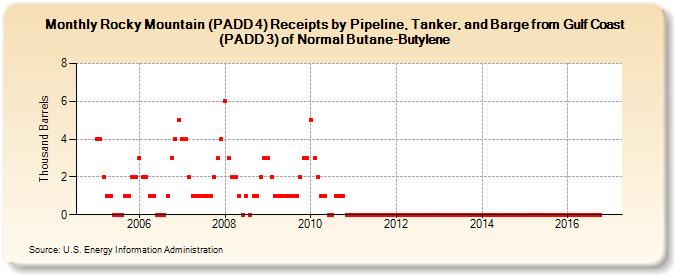 Monthly Rocky Mountain (PADD 4) Receipts by Pipeline, Tanker, and Barge from Gulf Coast
(PADD 3) of Normal Butane-Butylene
Thousand Barrels
8
6
4
2
0
2006 2008 2010 2012 2014 2016
Source: U.S. Energy Information Administration